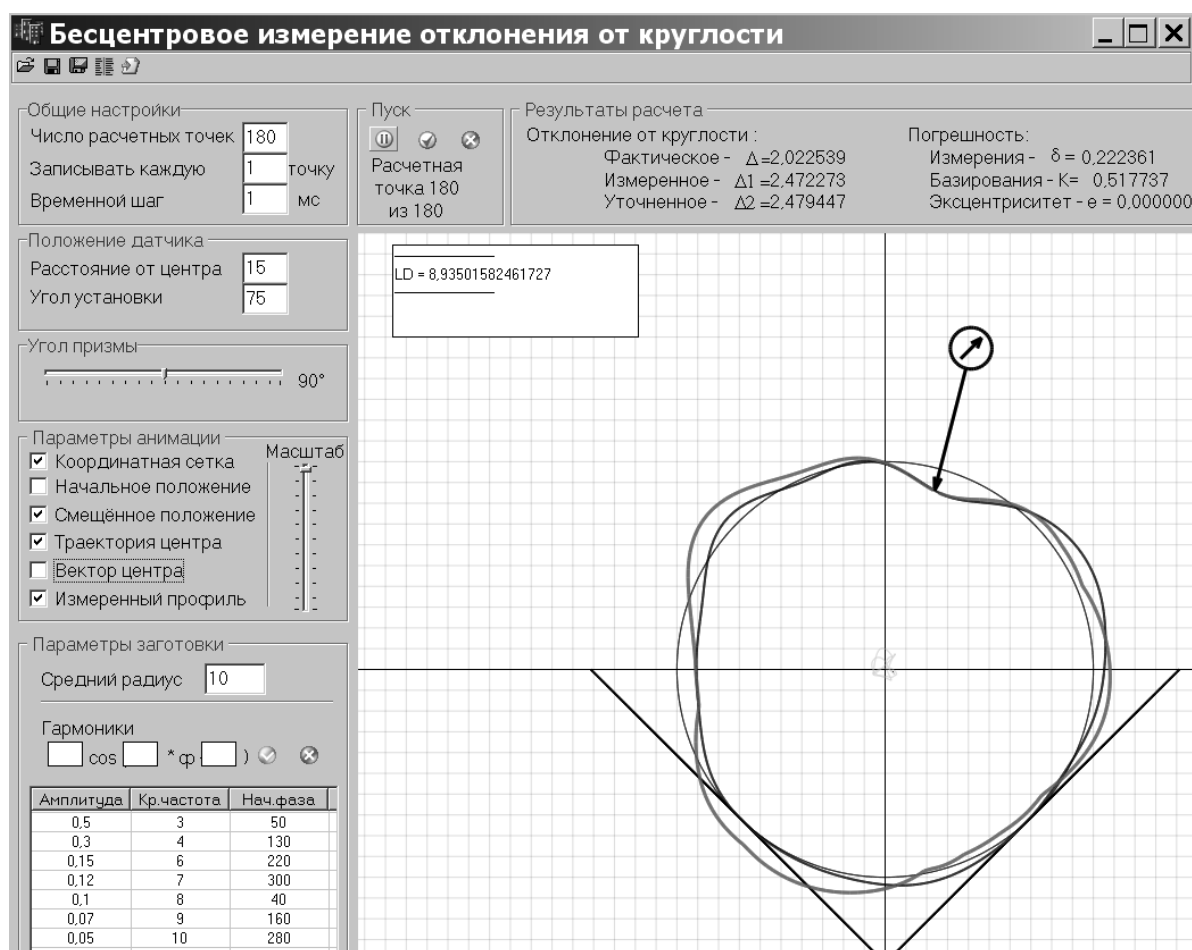 Бесцентровое измерение отклонения от круглости
Общие настройки
Число расчетных точек 180
Записывать каждую 1 точку
Временной шаг 1 мс
Пуск
Расчетная
точка 180
из 180
Результаты расчета
Отклонение от круглости :
Фактическое - Δ =2,022539
Измеренное - Δ1 =2,472273
Уточненное - Δ2 =2,479447
Погрешность:
Измерения - δ = 0,222361
Базирования - K= 0,517737
Эксцентриситет - e = 0,000000
Положение датчика
Расстояние от центра 15
Угол установки 75
Угол призмы
90°
Параметры анимации
Масштаб
Координатная сетка
Начальное положение
Смещённое положение
Траектория центра
Вектор центра
Измеренный профиль
Параметры заготовки
Средний радиус 10
Гармоники
cos ( * φ - )
Амплитуда Кр.частота Нач.фаза
0,5 3 50
0,3 4 130
0,15 6 220
0,12 7 300
0,1 8 40
0,07 9 160
0,05 10 280
LD = 8,93501582461727